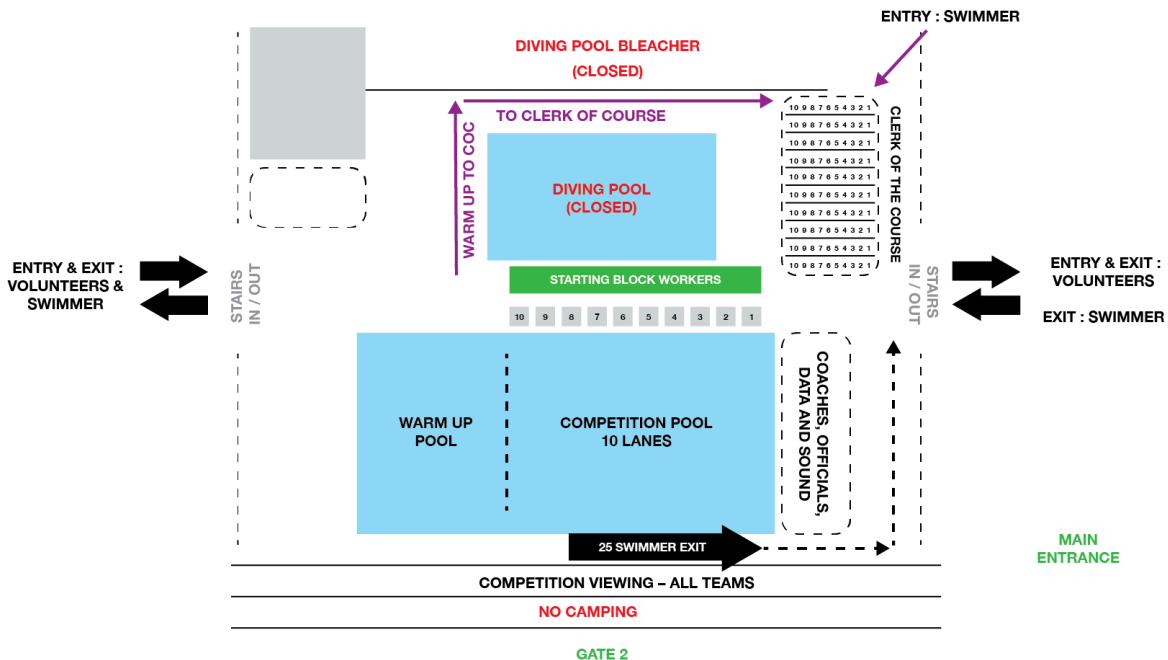 ENTRY : SWIMMER
DIVING POOL BLEACHER
(CLOSED)
TO CLERK OF COURSE
WARM UP TO COC
10 9 8 7 6 5 4 3 2 1
10 9 8 7 6 5 4 3 2 1
10 9 8 7 6 5 4 3 2 1
10 9 8 7 6 5 4 3 2 1
10 9 8 7 6 5 4 3 2 1
10 9 8 7 6 5 4 3 2 1
10 9 8 7 6 5 4 3 2 1
10 9 8 7 6 5 4 3 2 1
10 9 8 7 6 5 4 3 2 1
10 9 8 7 6 5 4 3 2 1
CLERK OF THE COURSE
DIVING POOL
(CLOSED)
ENTRY & EXIT :
VOLUNTEERS &
SWIMMER
STAIRS
IN / OUT
STARTING BLOCK WORKERS
10 9 8 7 6 5 4 3 2 1
STAIRS
IN / OUT
ENTRY & EXIT :
VOLUNTEERS
EXIT : SWIMMER
WARM UP
POOL
COMPETITION POOL
10 LANES
COACHES, OFFICIALS,
DATA AND SOUND
25 SWIMMER EXIT
MAIN
ENTRANCE
COMPETITION VIEWING – ALL TEAMS
NO CAMPING
GATE 2